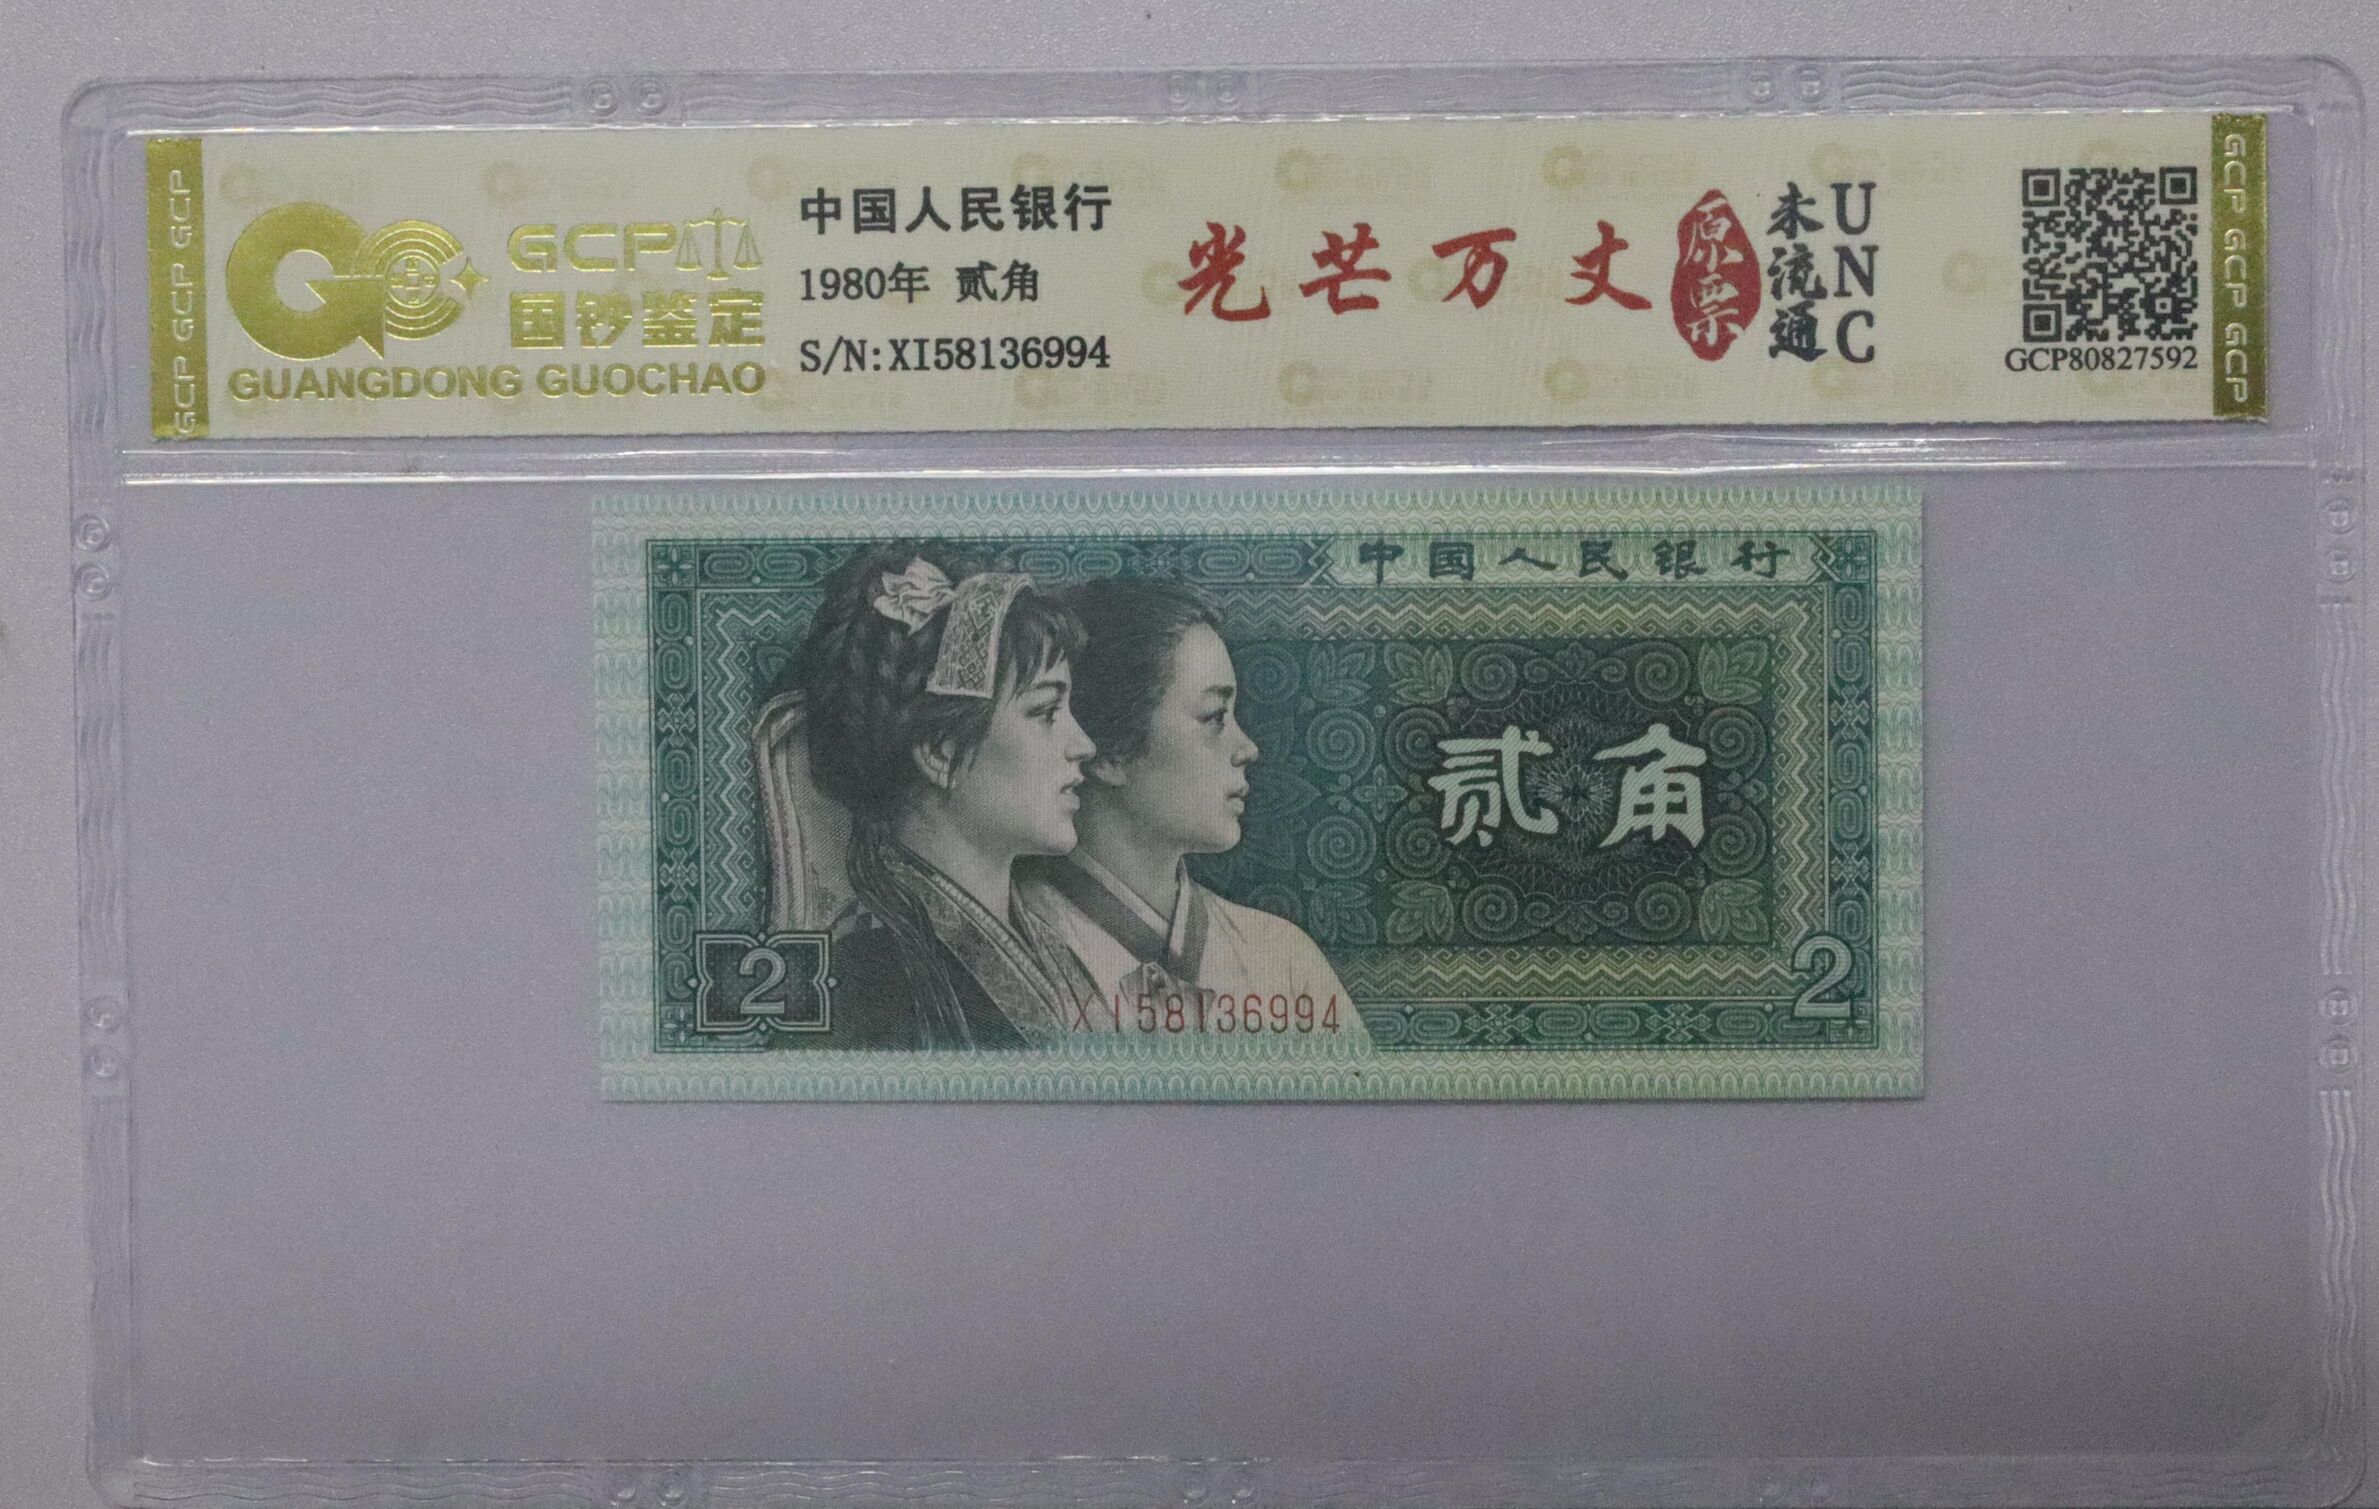 GCP GCP GCP
GCP
国钞鉴定
GUANGDONG GUOCHAO
中国人民银行
1980年 贰角
S/N:XI58136994
光芒万丈
原票
未流通
UNC
GCP80827592
GCP GCP GCP
中国人民银行
贰角
2
2
XI58136994